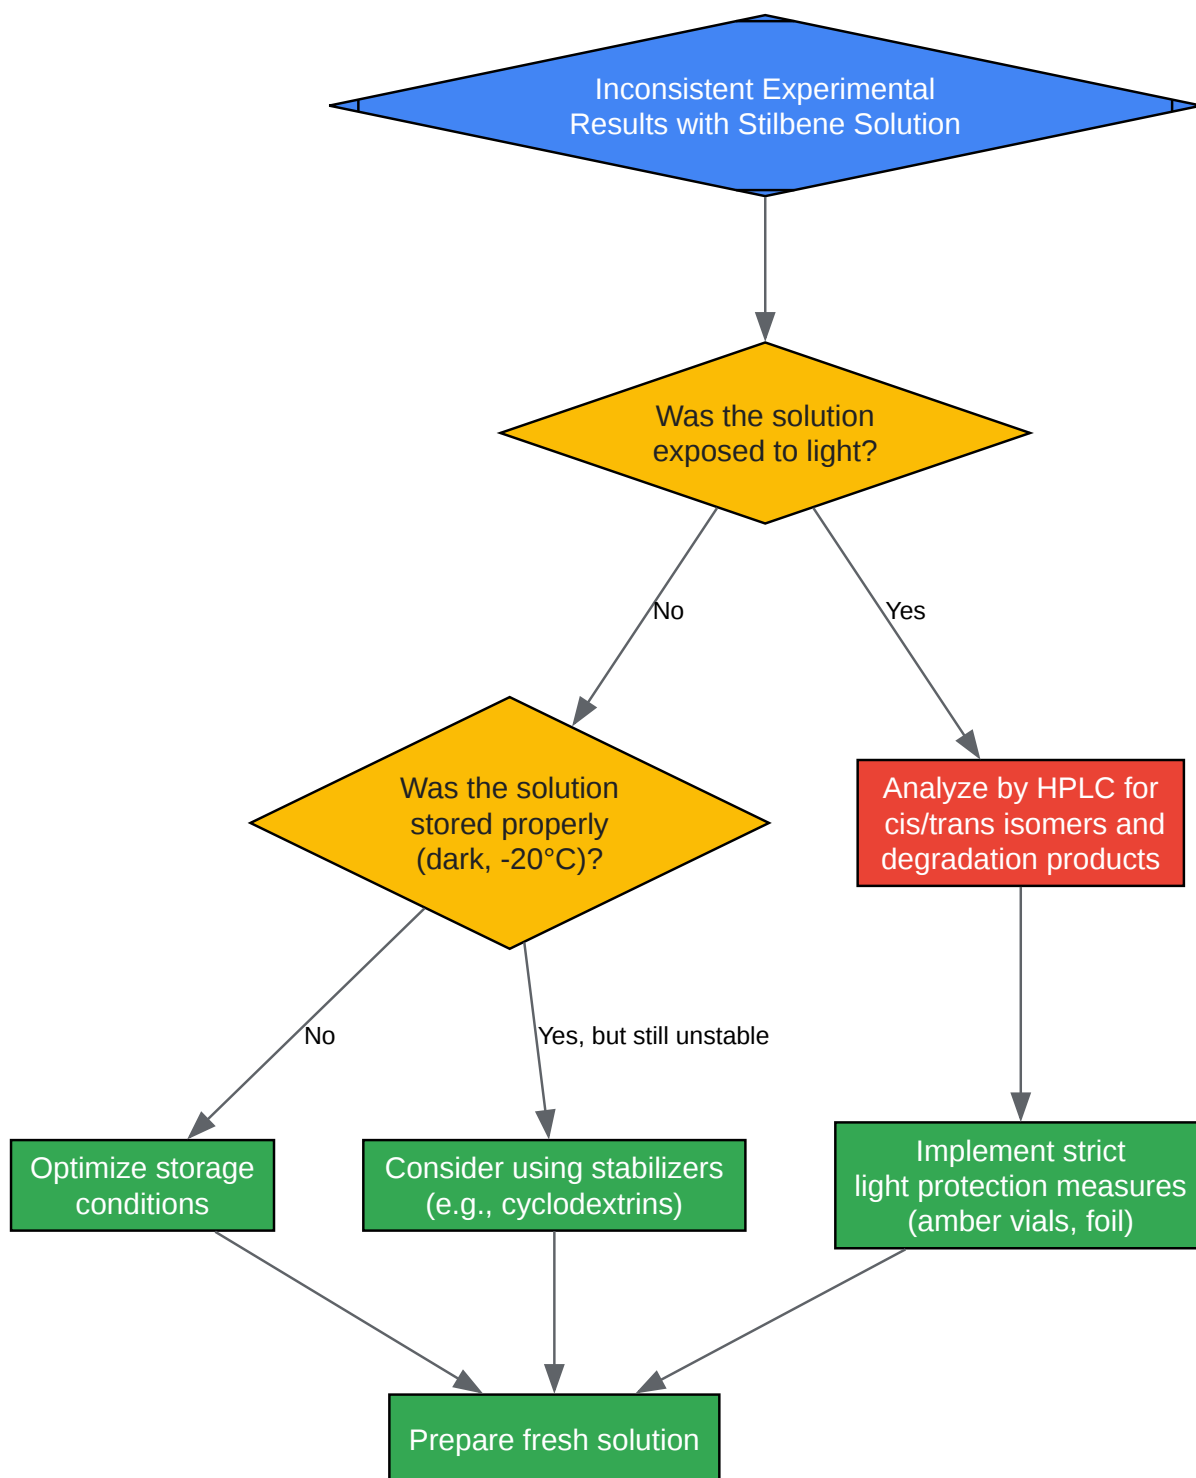 Inconsistent Experimental
Results with Stilbene Solution
Was the solution
exposed to light?
No
Yes
Was the solution
stored properly
(dark, -20°C)?
Analyze by HPLC for
cis/trans isomers and
degradation products
No
Yes, but still unstable
Optimize storage
conditions
Consider using stabilizers
(e.g., cyclodextrins)
Implement strict
light protection measures
(amber vials, foil)
Prepare fresh solution